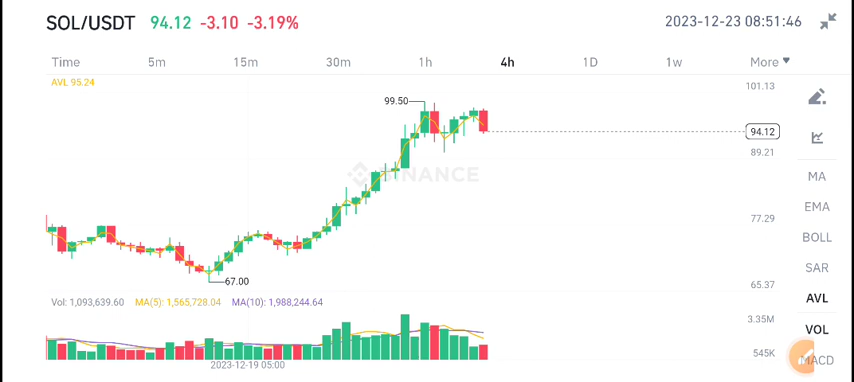 SOL/USDT 94.12 -3.10 -3.19% 2023-12-23 08:51:46
Time 5m 15m 30m 1h 4h 1D 1w More
AVL 95.24
101.13
99.50
94.12
89.21
BINANCE
MA
EMA
77.29
BOLL
SAR
67.00
65.37
AVL
Vol: 1,093,639.60 MA(5): 1,565,728.04 MA(10): 1,988,244.64
3.35M
VOL
545K
MACD
2023-12-19 05:00